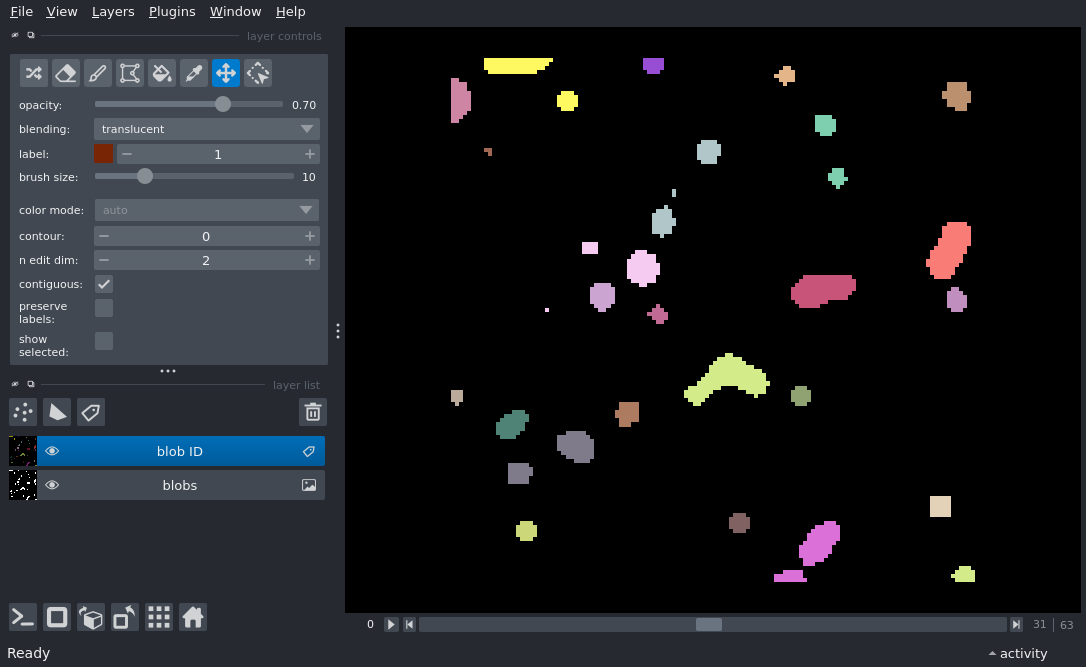 File View Layers Plugins Window Help
layer controls
opacity: 0.70
blending: translucent
label: 1
brush size: 10
color mode: auto
contour: 0
n edit dim: 2
contiguous:
preserve
labels:
show
selected:
layer list
blob ID
blobs
0 31 | 63
Ready activity